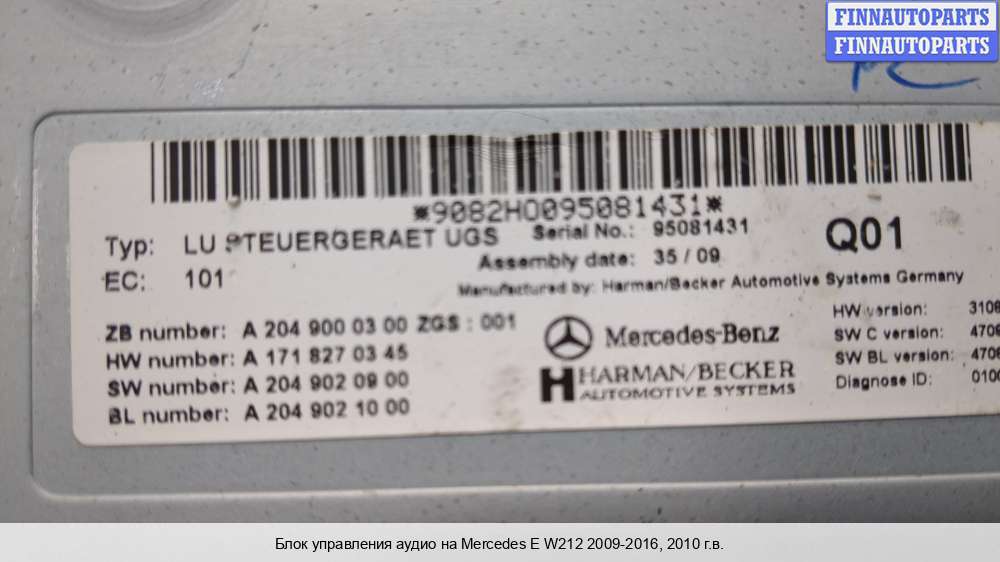 FINNAUTOPARTS
FINNAUTOPARTS
*9082H0095081431*
Typ: LU STEUERGERAET UGS
Serial No.: 95081431
Q01
EC: 101
Assembly date: 35 / 09
Manufactured by: Harman/Becker Automotive Systems Germany
ZB number: A 204 900 03 00 ZGS : 001
HW number: A 171 827 03 45
SW number: A 204 902 09 00
BL number: A 204 902 10 00
Mercedes-Benz
HARMAN/BECKER
AUTOMOTIVE SYSTEMS
HW version:
SW C version:
SW BL version:
Diagnose ID:
Блок управления аудио на Mercedes E W212 2009-2016, 2010 г.в.